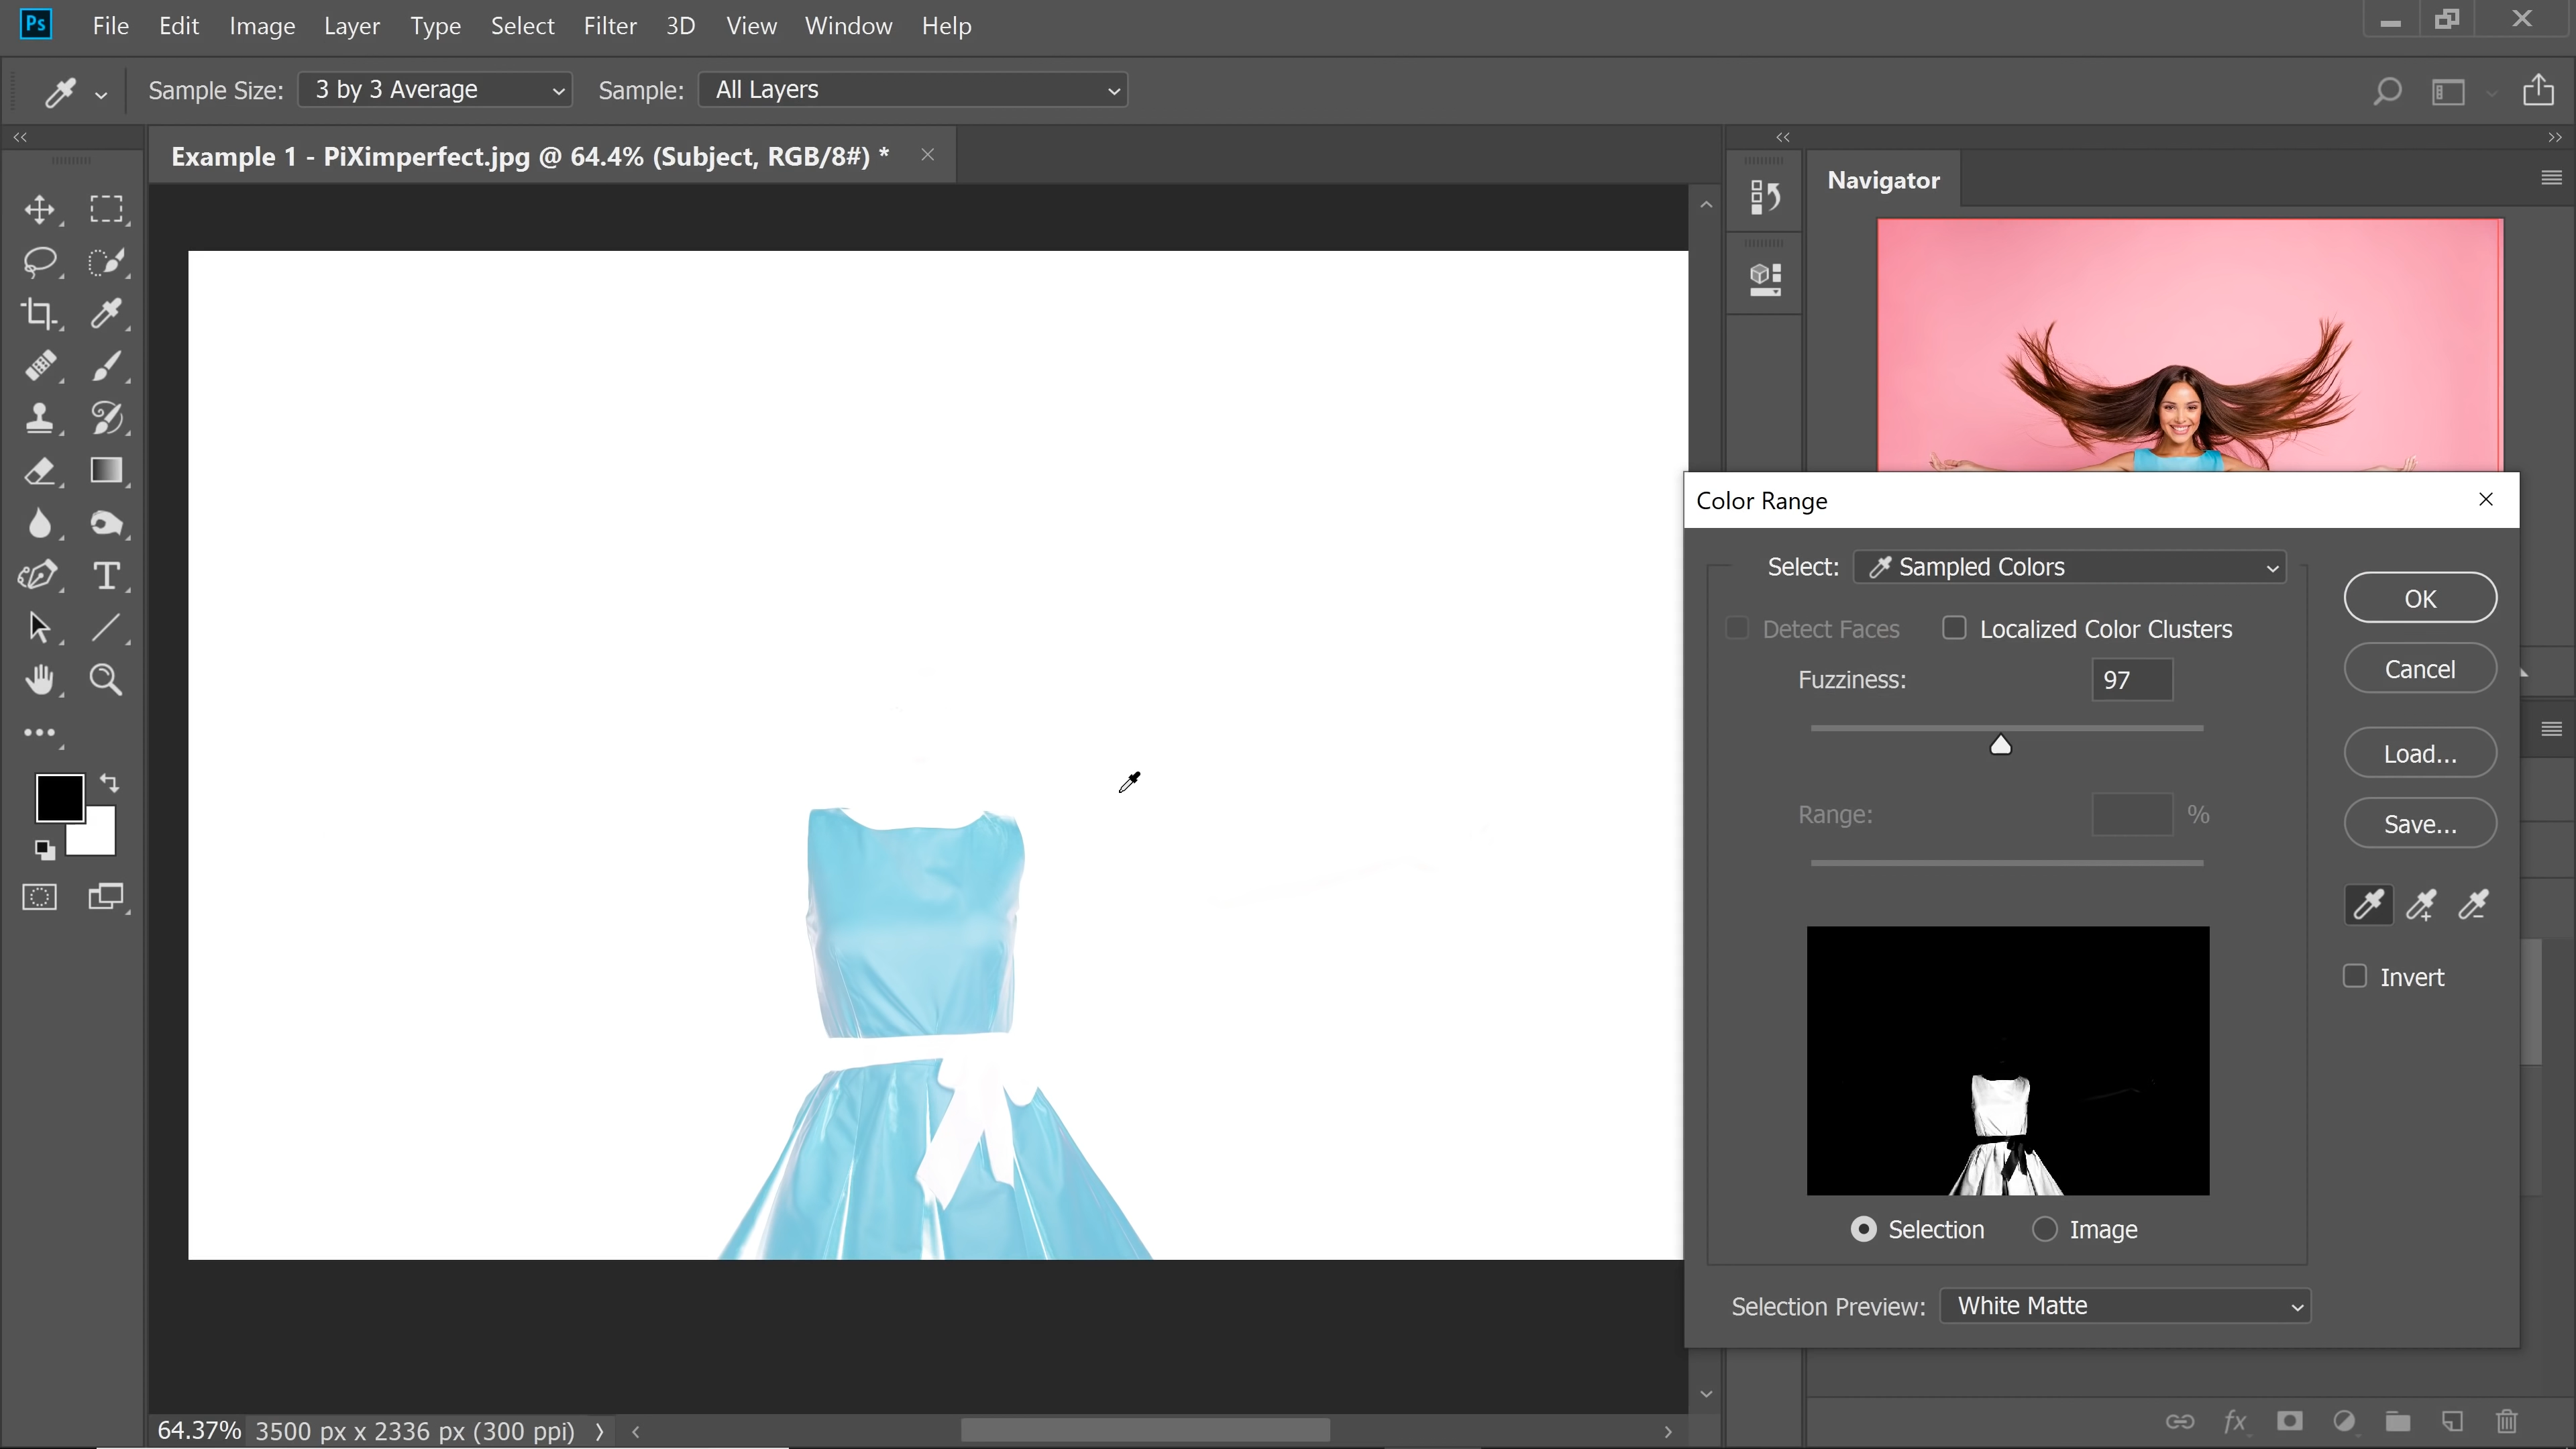 Ps File Edit Image Layer Type Select Filter 3D View Window Help
Sample Size: 3 by 3 Average Sample: All Layers
Example 1 - PiXimperfect.jpg @ 64.4% (Subject, RGB/8#) *
Navigator
Color Range
Select: Sampled Colors
OK
Detect Faces Localized Color Clusters
Cancel
Fuzziness: 97
Load...
Range: %
Save...
Invert
Selection Image
Selection Preview: White Matte
64.37% 3500 px x 2336 px (300 ppi)
fx